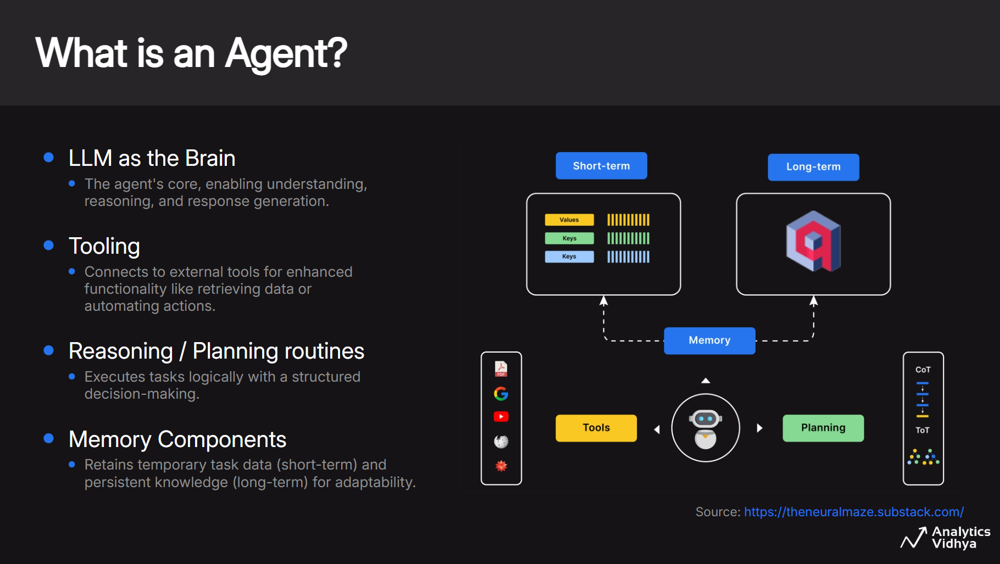 What is an Agent?
LLM as the Brain
The agent's core, enabling understanding,
reasoning, and response generation.
Tooling
Connects to external tools for enhanced
functionality like retrieving data or
automating actions.
Reasoning / Planning routines
Executes tasks logically with a structured
decision-making.
Memory Components
Retains temporary task data (short-term) and
persistent knowledge (long-term) for adaptability.
Short-term
Long-term
Values
Keys
Keys
Memory
PDF
Tools
Planning
CoT
ToT
Source: https://theneuralmaze.substack.com/
Analytics
Vidhya